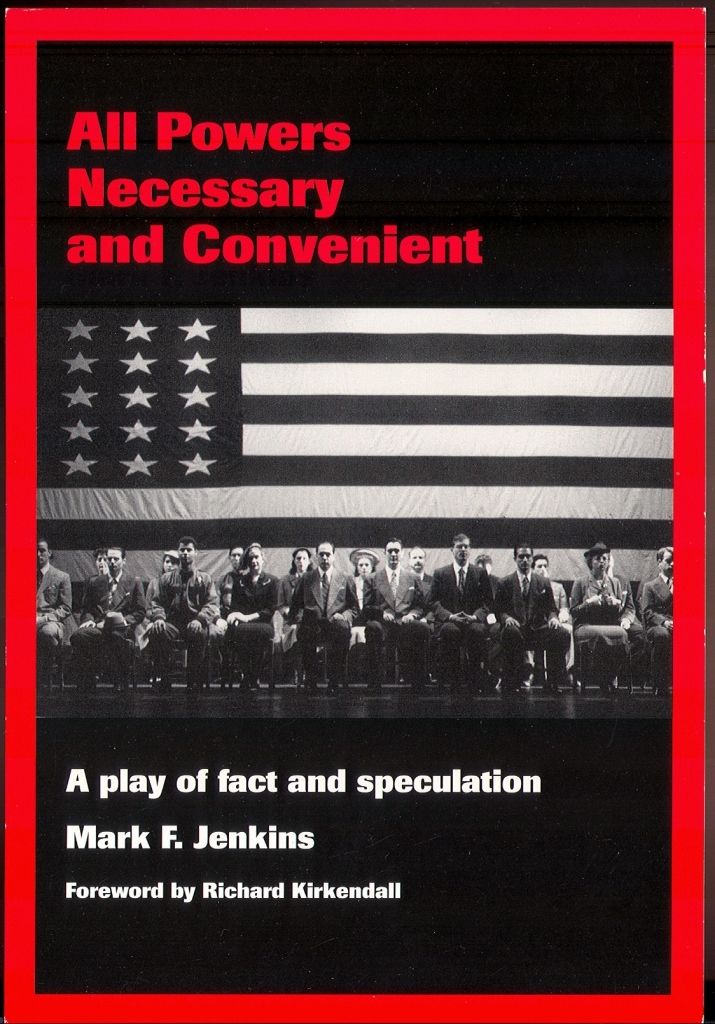 All Powers
Necessary
and Convenient
A play of fact and speculation
Mark F. Jenkins
Foreword by Richard Kirkendall